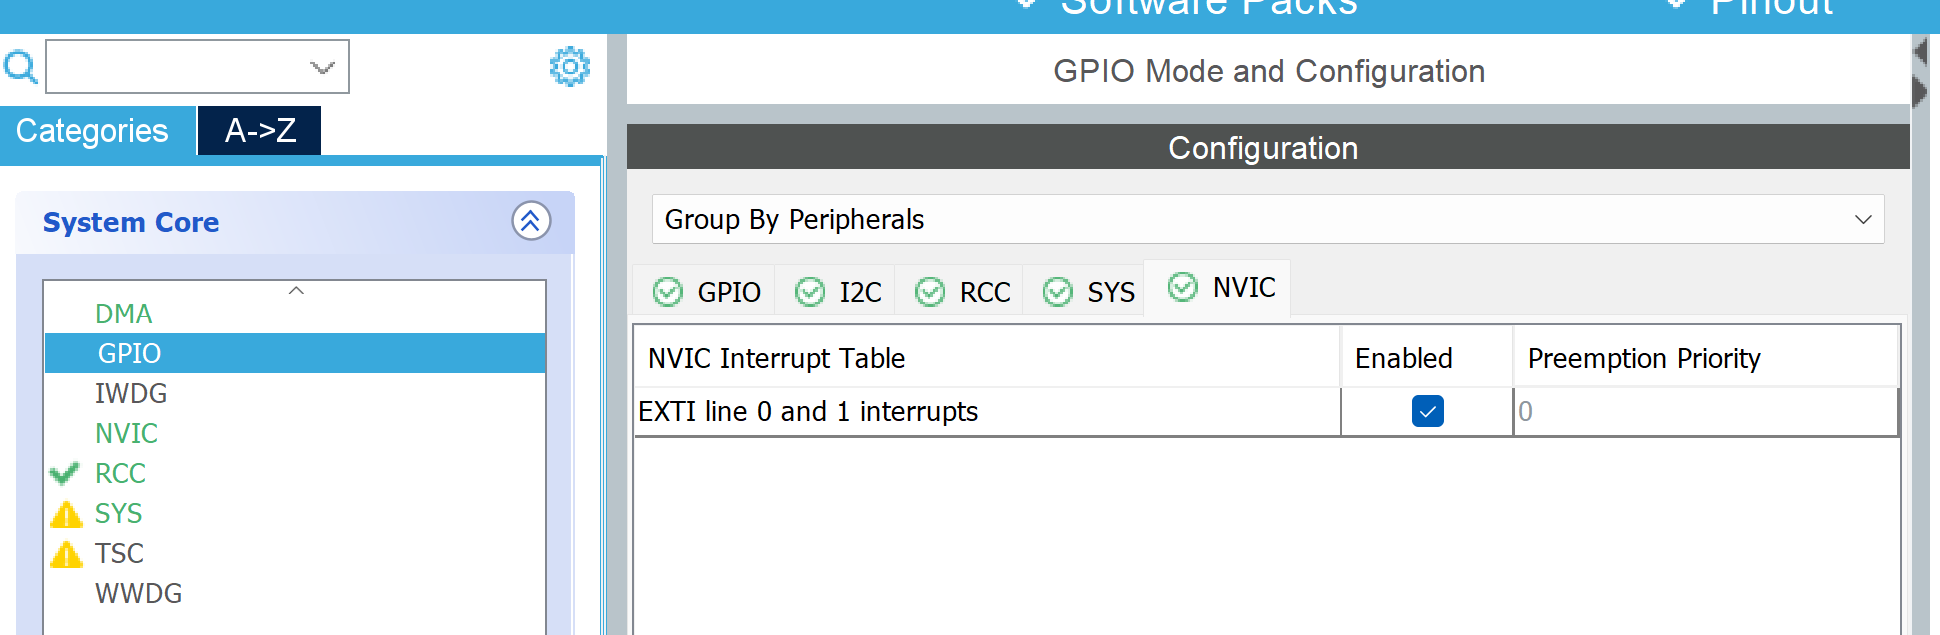 Software Packs
Pinout
GPIO Mode and Configuration
Categories
A->Z
Configuration
System Core
Group By Peripherals
DMA
GPIO
IWDG
NVIC
RCC
SYS
TSC
WWDG
GPIO
I2C
RCC
SYS
NVIC
NVIC Interrupt Table
Enabled
Preemption Priority
EXTI line 0 and 1 interrupts
0